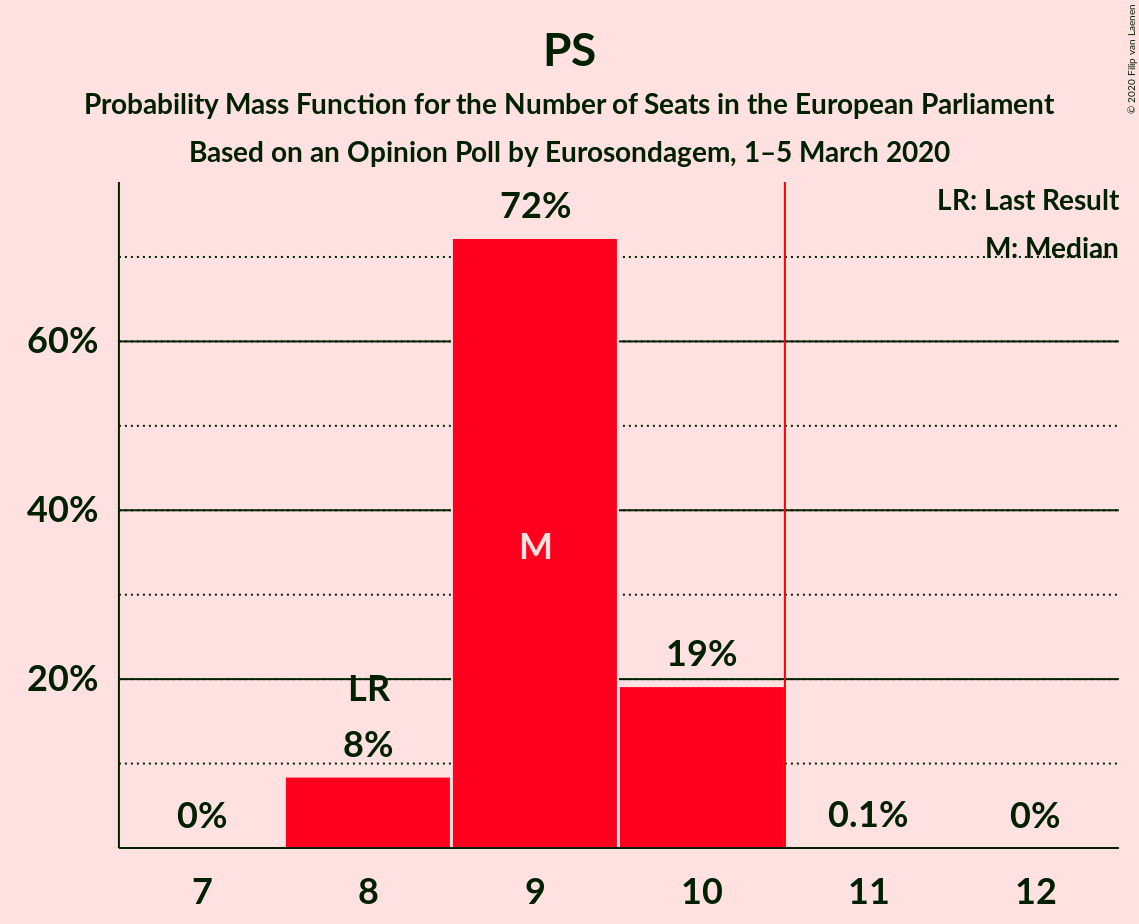 PS
Probability Mass Function for the Number of Seats in the European Parliament
Based on an Opinion Poll by Eurosondagem, 1–5 March 2020
© 2020 Filip van Laenen
LR: Last Result
M: Median
72%
60%
40%
M
20%
19%
LR
8%
0%
0.1%
0%
7 8 9 10 11 12